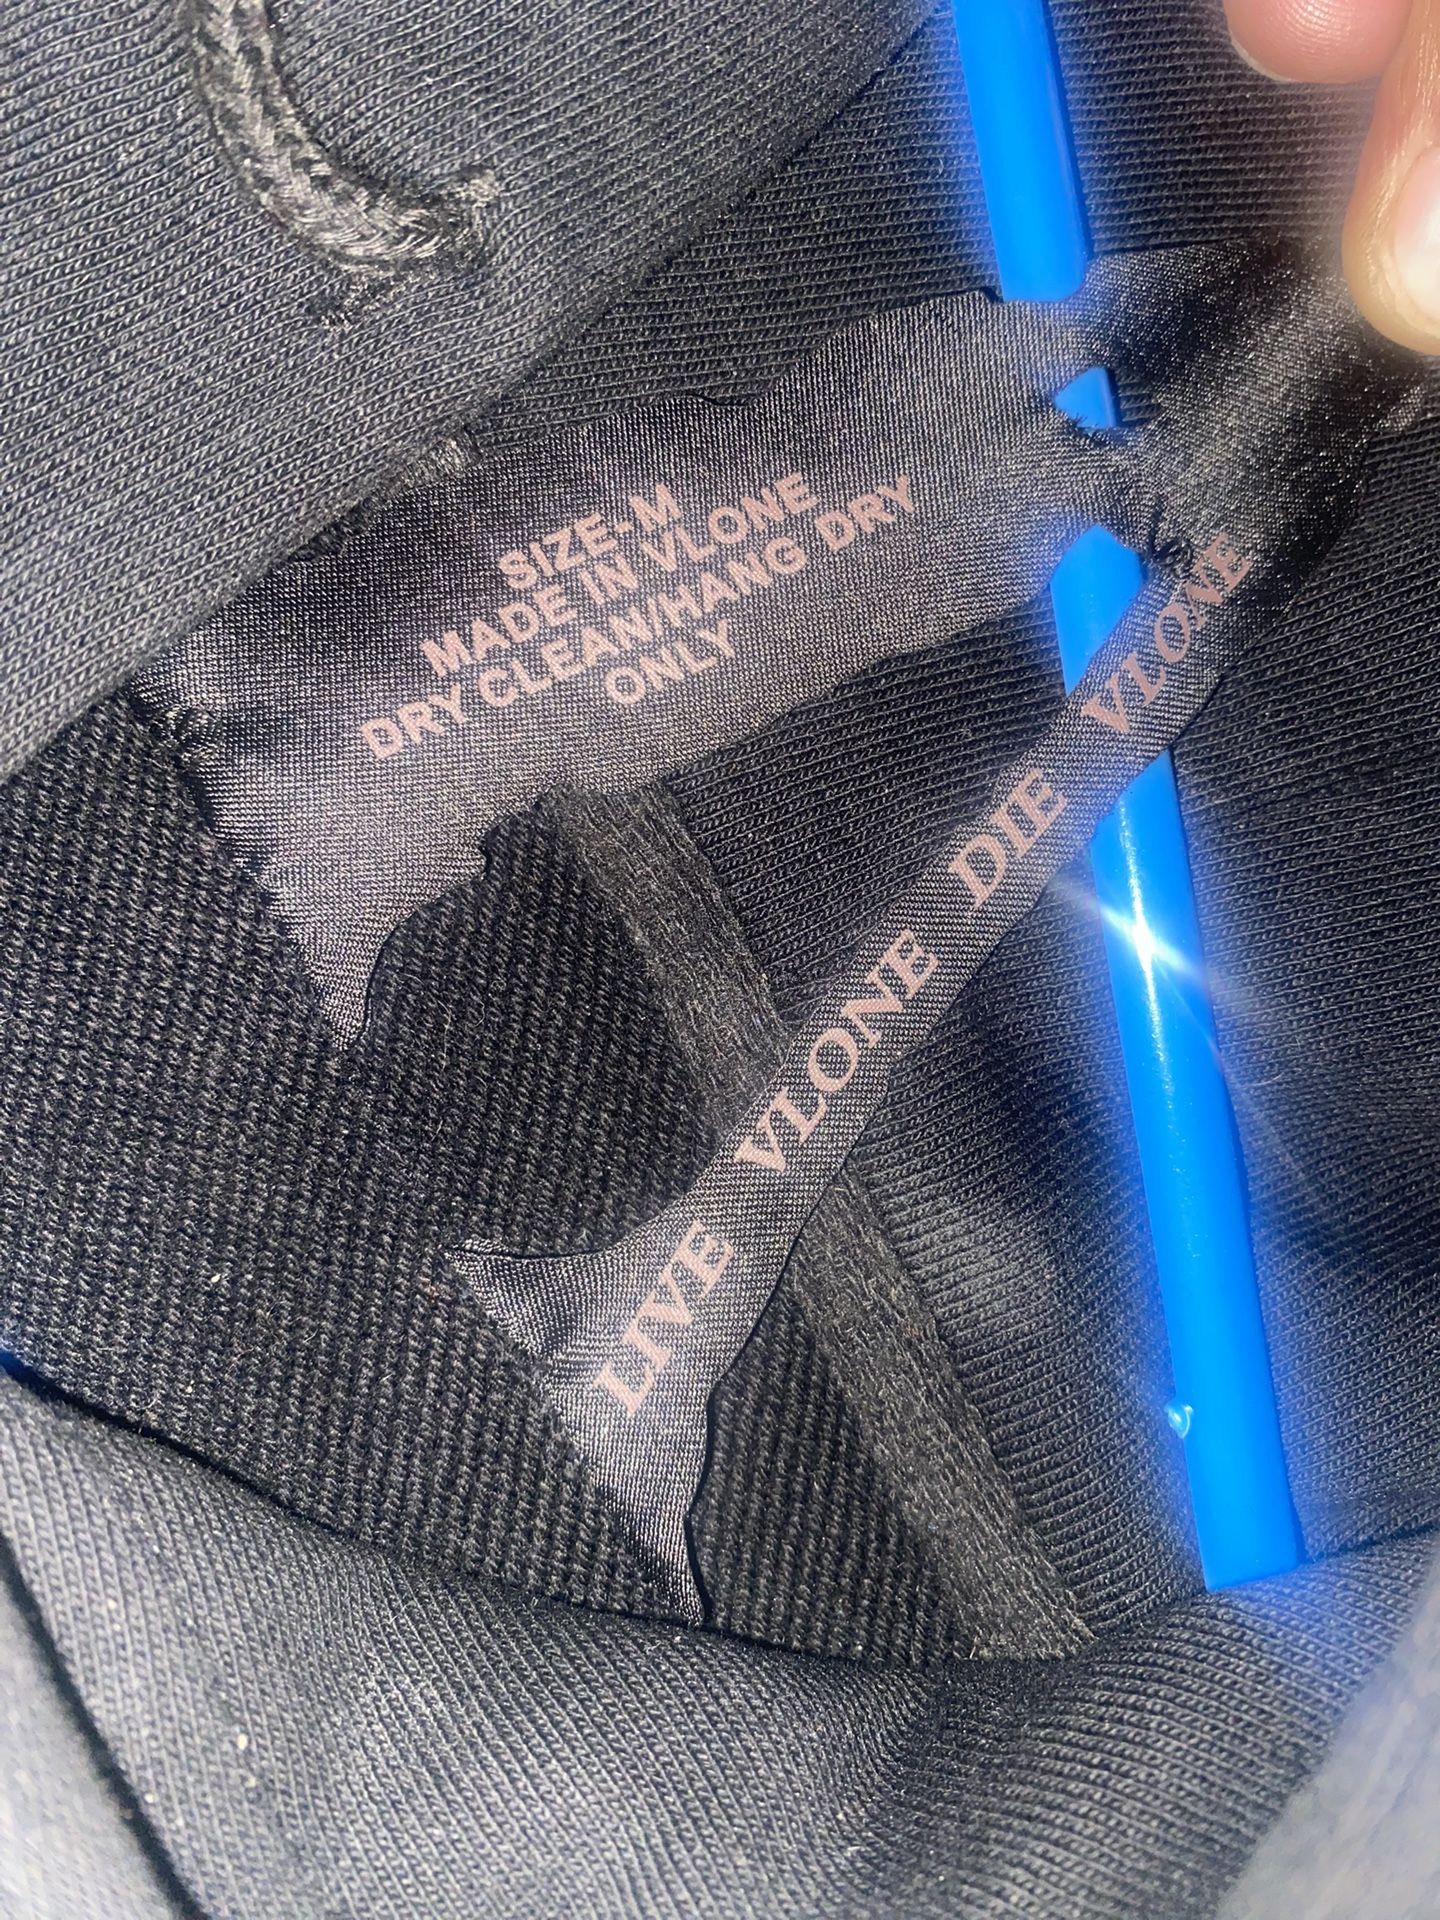 SIZE-M
MADE IN VLONE
DRY CLEAN/HANG DRY
ONLY
LIVE VLONE DIE VLONE